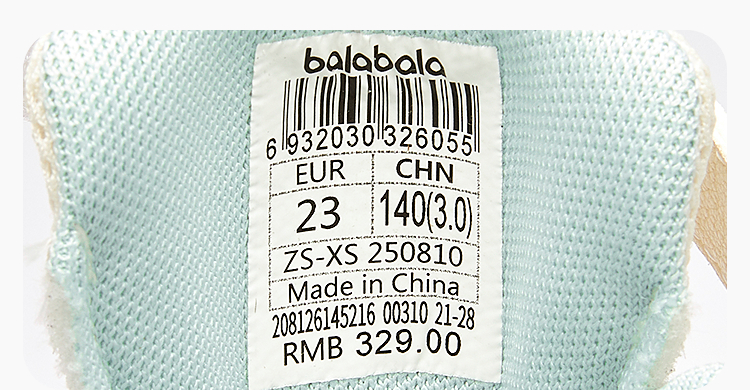 balabala
6 932030 326055
EUR CHN
23 140(3.0)
ZS-XS 250810
Made in China
208126145216 00310 21-28
RMB 329.00